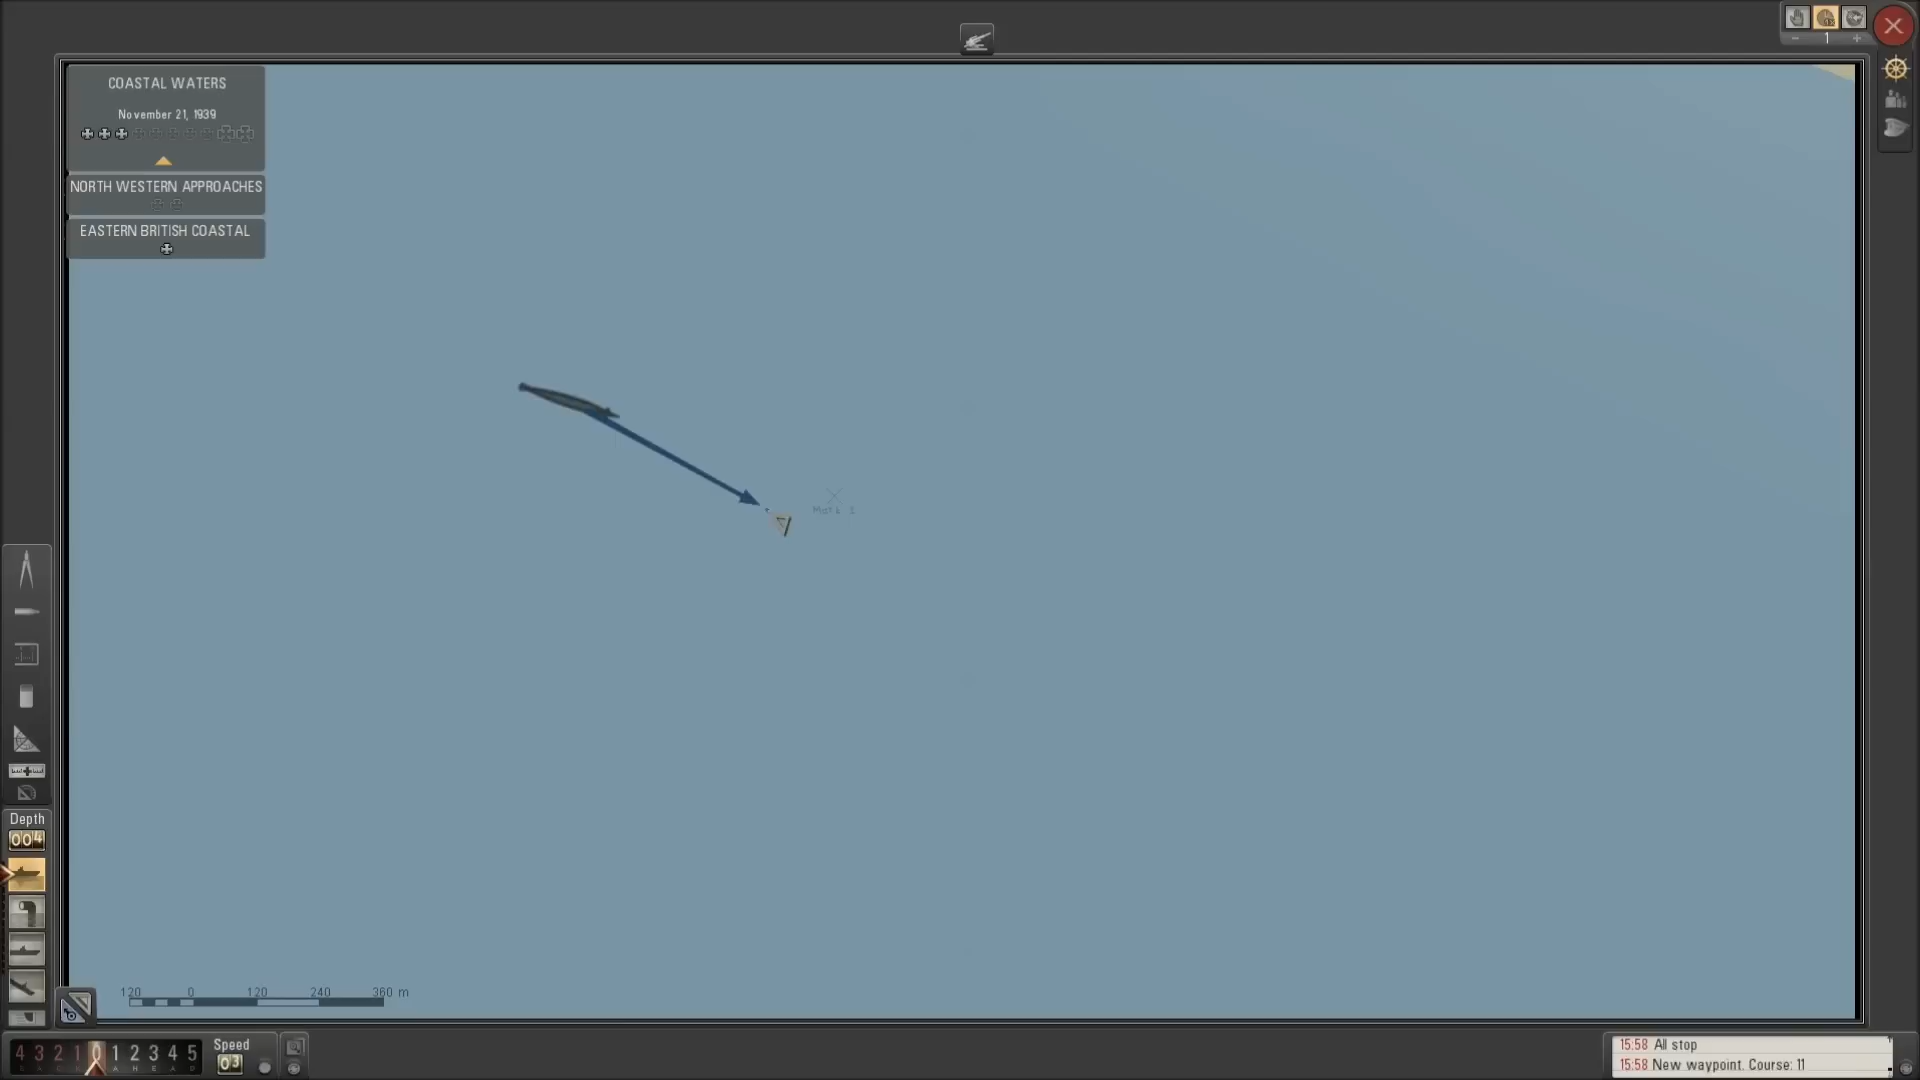 1
COASTAL WATERS
November 21, 1939
NORTH WESTERN APPROACHES
EASTERN BRITISH COASTAL
Depth
004
120 0 120 240 360 m
4 3 2 1 0 1 2 3 4 5
A H E A D
Speed
03
15:58 All stop
15:58 New waypoint. Course: 11